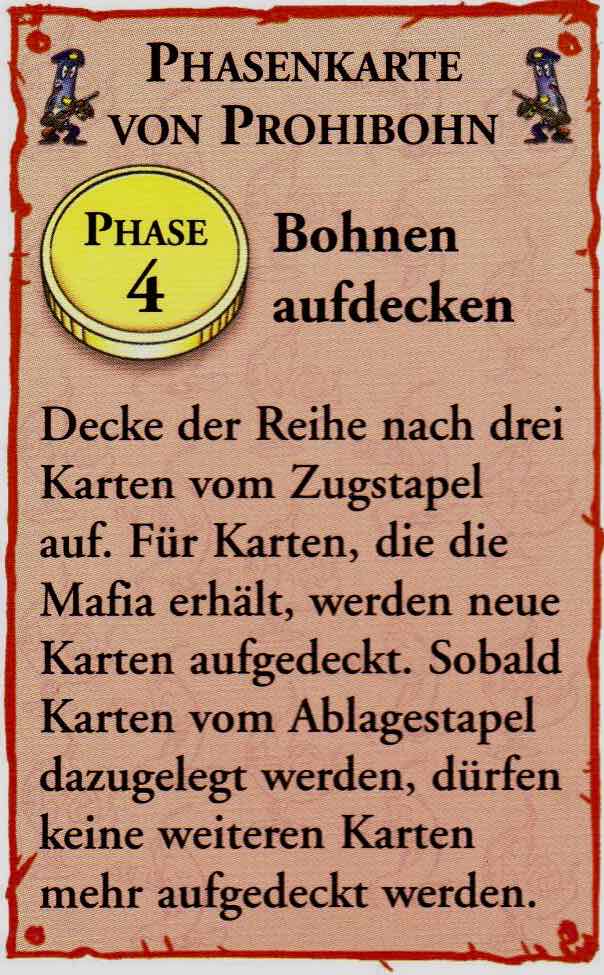 PHASENKARTE
VON PROHIBOHN
PHASE
4
Bohnen
aufdecken
Decke der Reihe nach drei
Karten vom Zugstapel
auf. Für Karten, die die
Mafia erhält, werden neue
Karten aufgedeckt. Sobald
Karten vom Ablagestapel
dazugelegt werden, dürfen
keine weiteren Karten
mehr aufgedeckt werden.